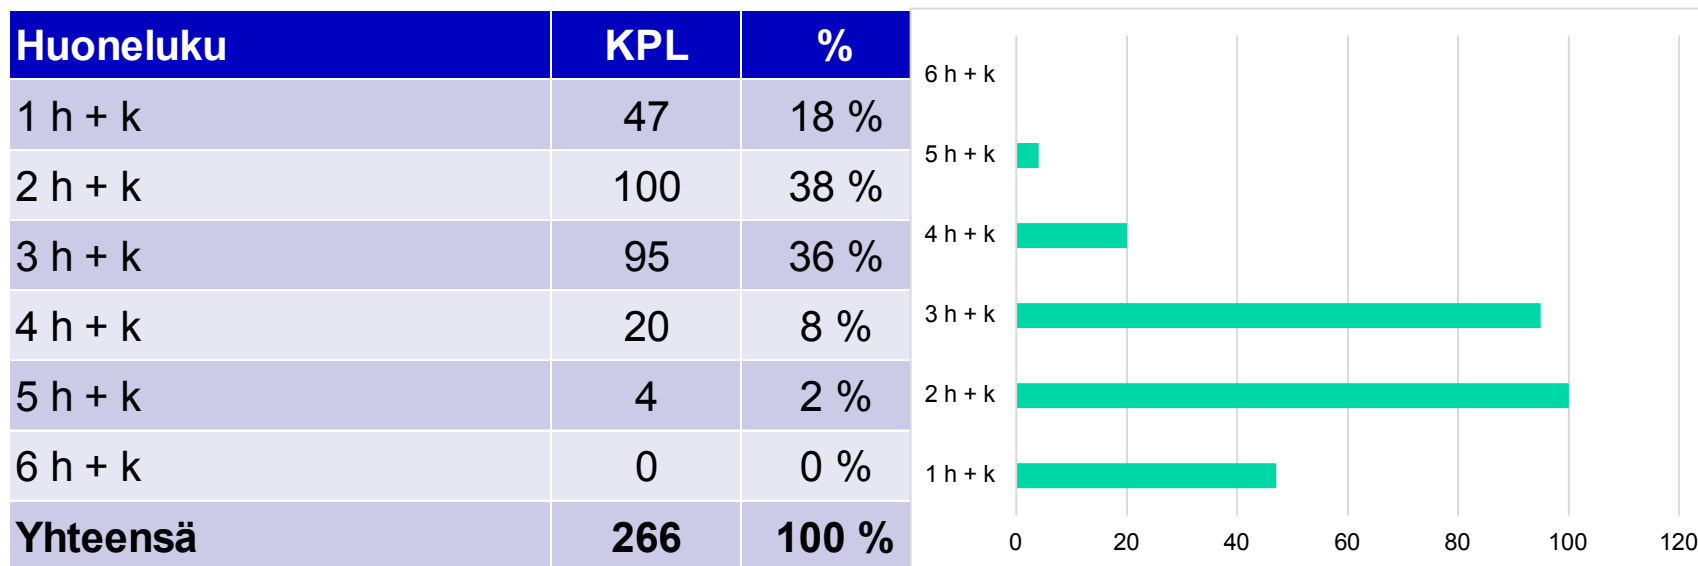 Huoneluku KPL %
1 h + k 47 18 %
2 h + k 100 38 %
3 h + k 95 36 %
4 h + k 20 8 %
5 h + k 4 2 %
6 h + k 0 0 %
Yhteensä 266 100 %
6 h + k
5 h + k
4 h + k
3 h + k
2 h + k
1 h + k
0 20 40 60 80 100 120